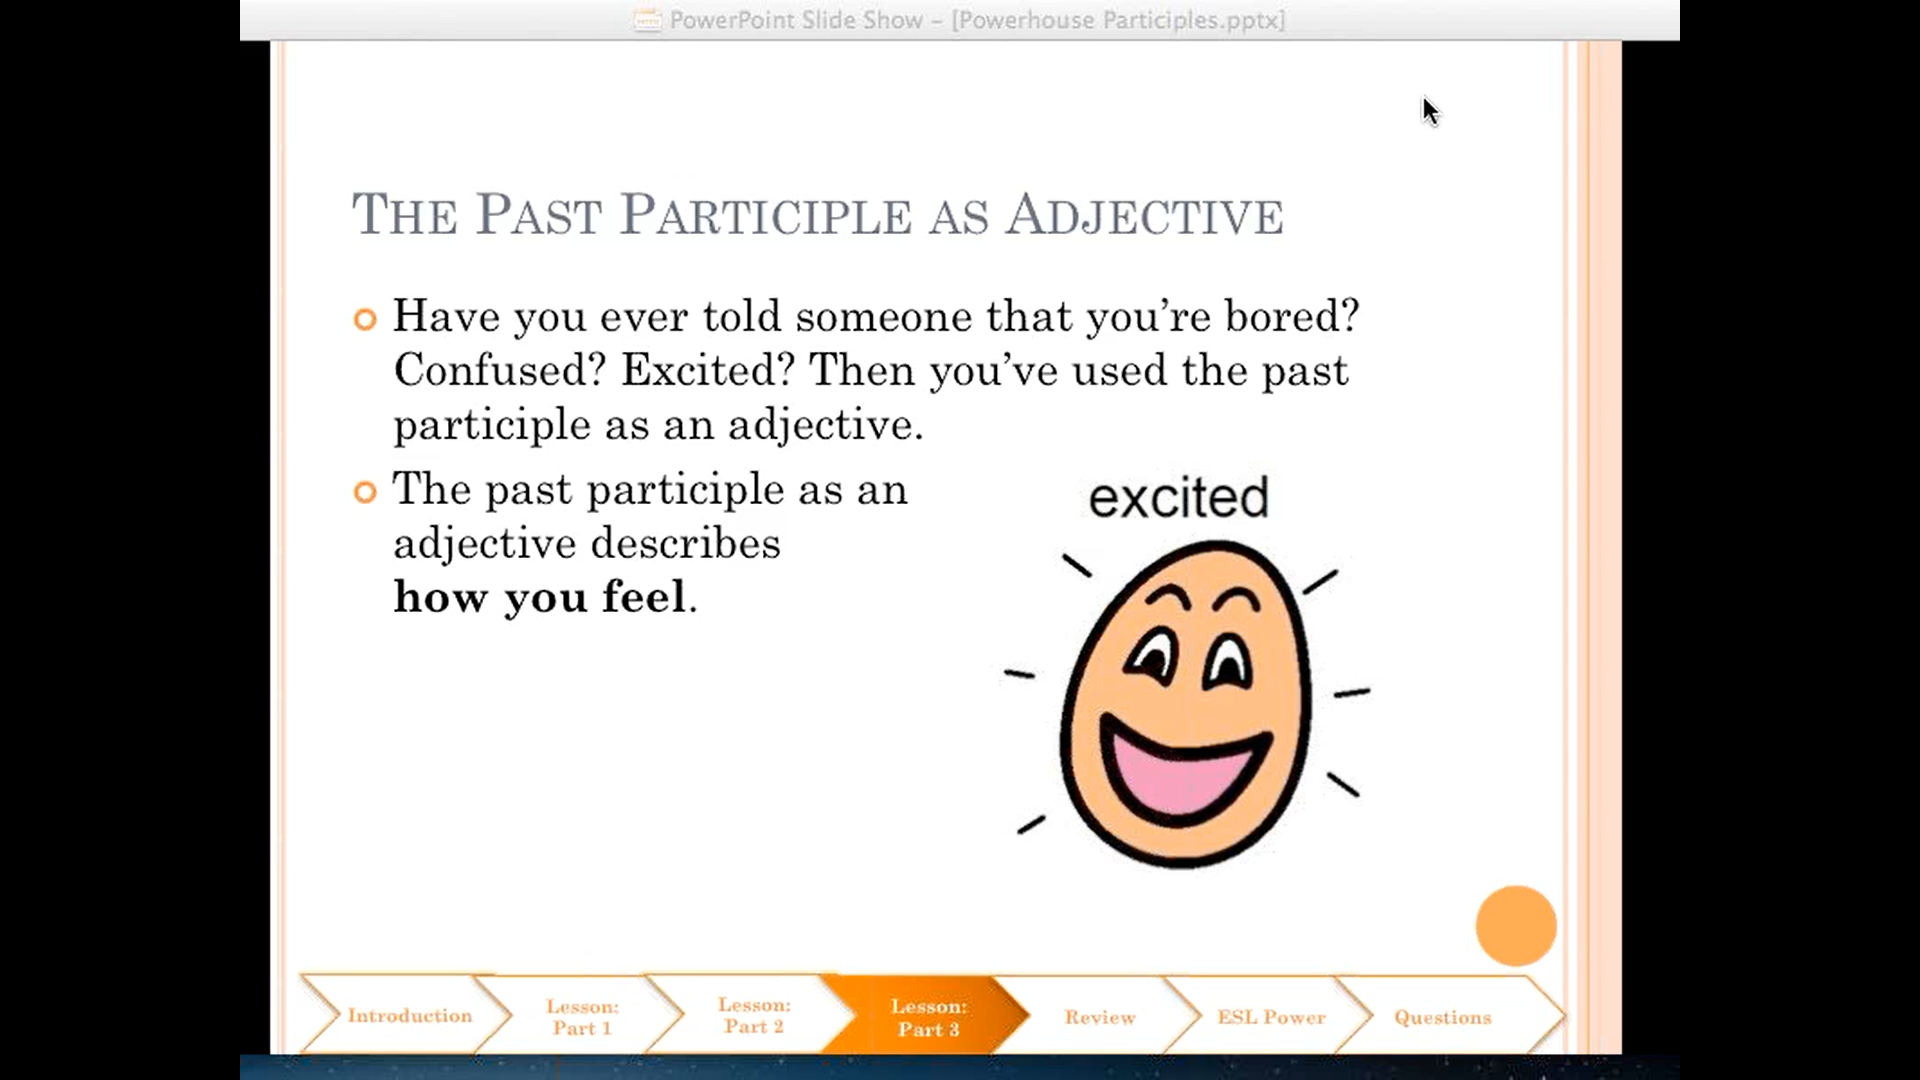 PowerPoint Slide Show – [Powerhouse Participles.pptx]
THE PAST PARTICIPLE AS ADJECTIVE
Have you ever told someone that you’re bored?
Confused? Excited? Then you’ve used the past
participle as an adjective.
The past participle as an
adjective describes
how you feel.
excited
Introduction
Lesson:
Part 1
Lesson:
Part 2
Lesson:
Part 3
Review
ESL Power
Questions